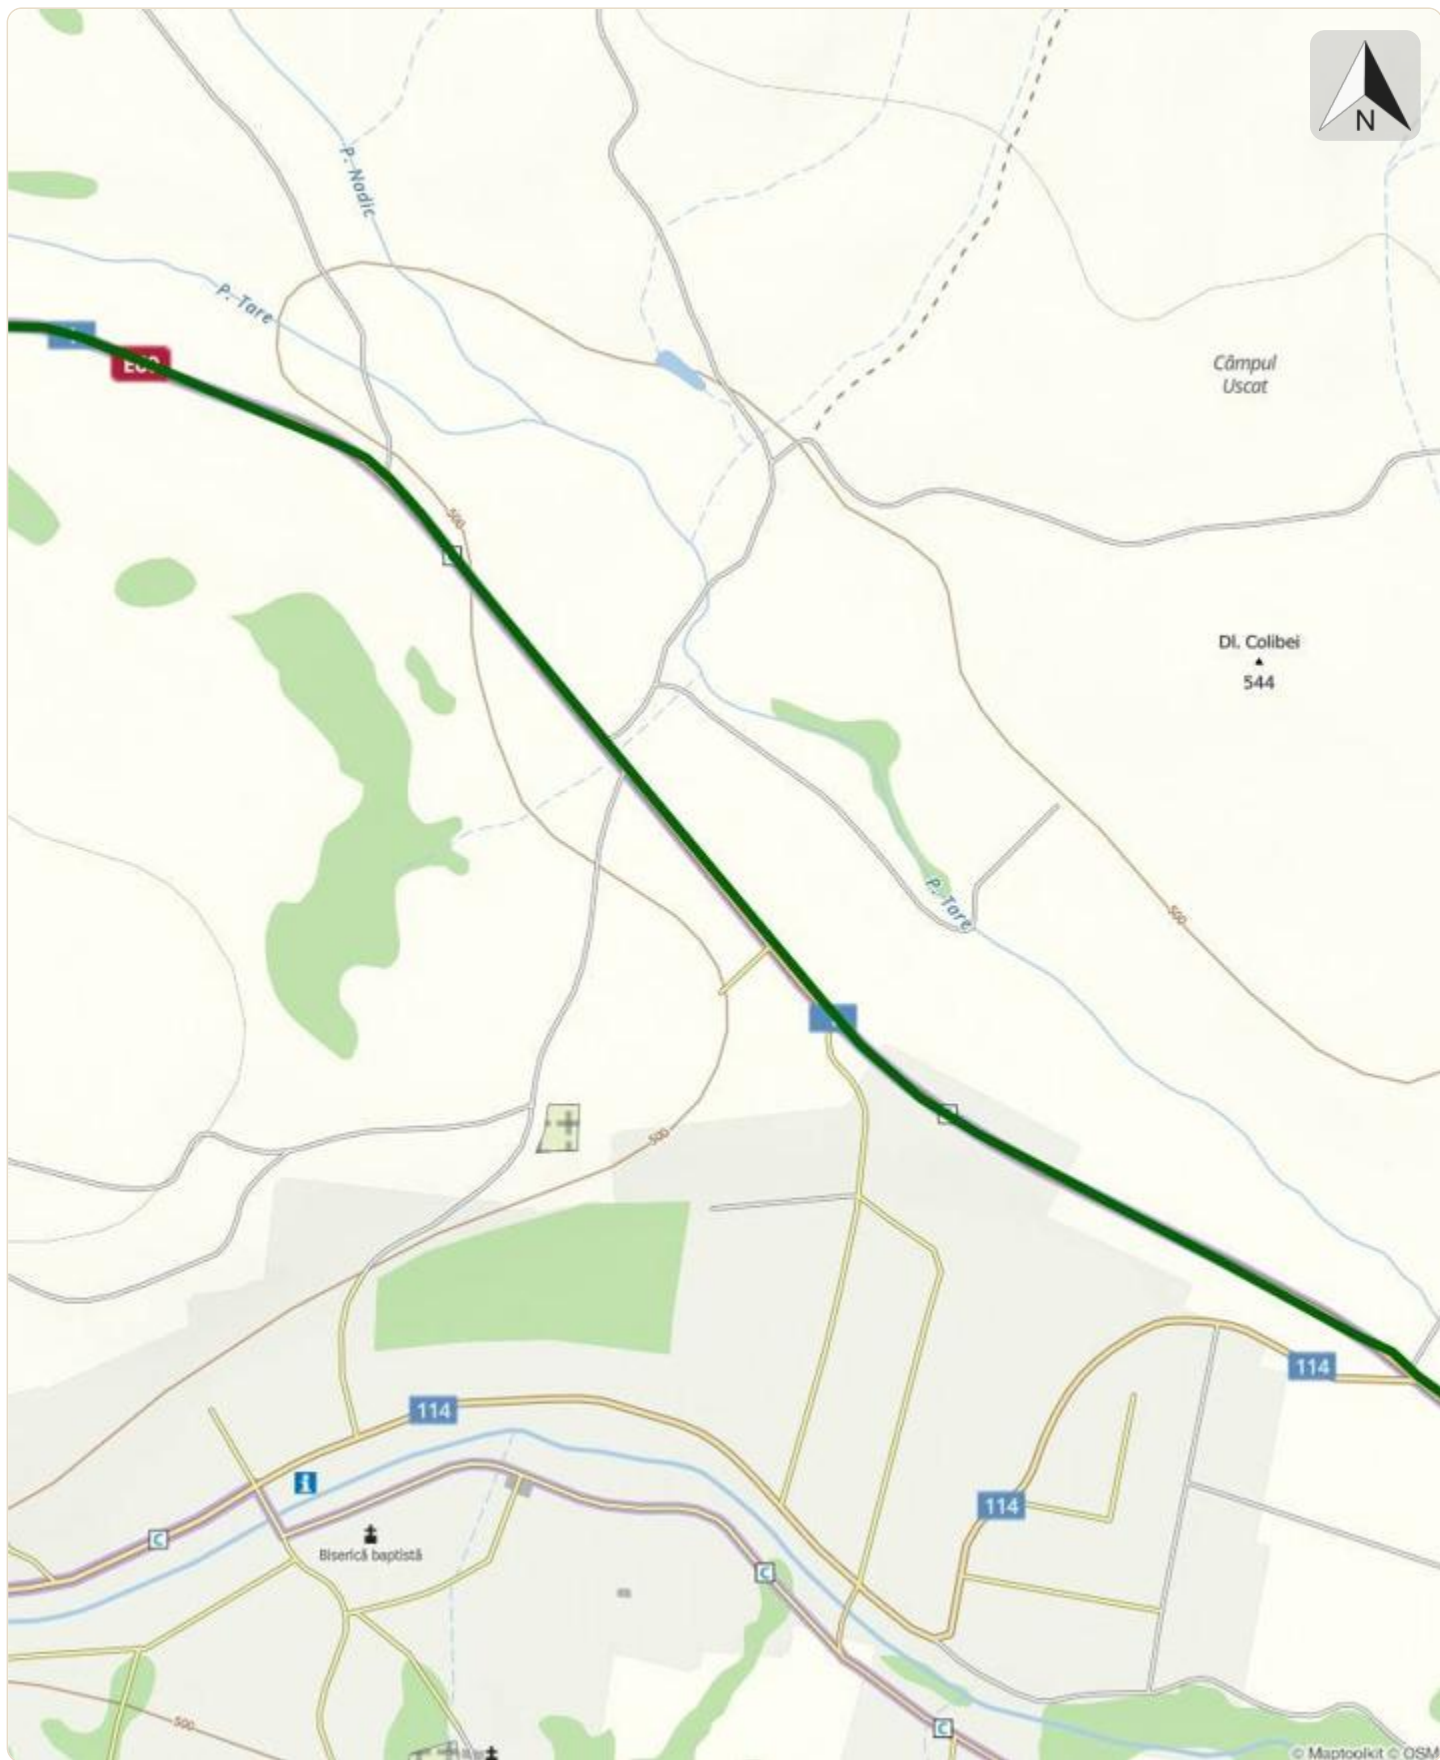 N
P. Nadic
P. Tare
Câmpul
Uscat
500
Dl. Colibei
544
P. Tare
500
500
114
114
114
C
Biserică baptistă
C
500
C
© Maptoolkit © OSM